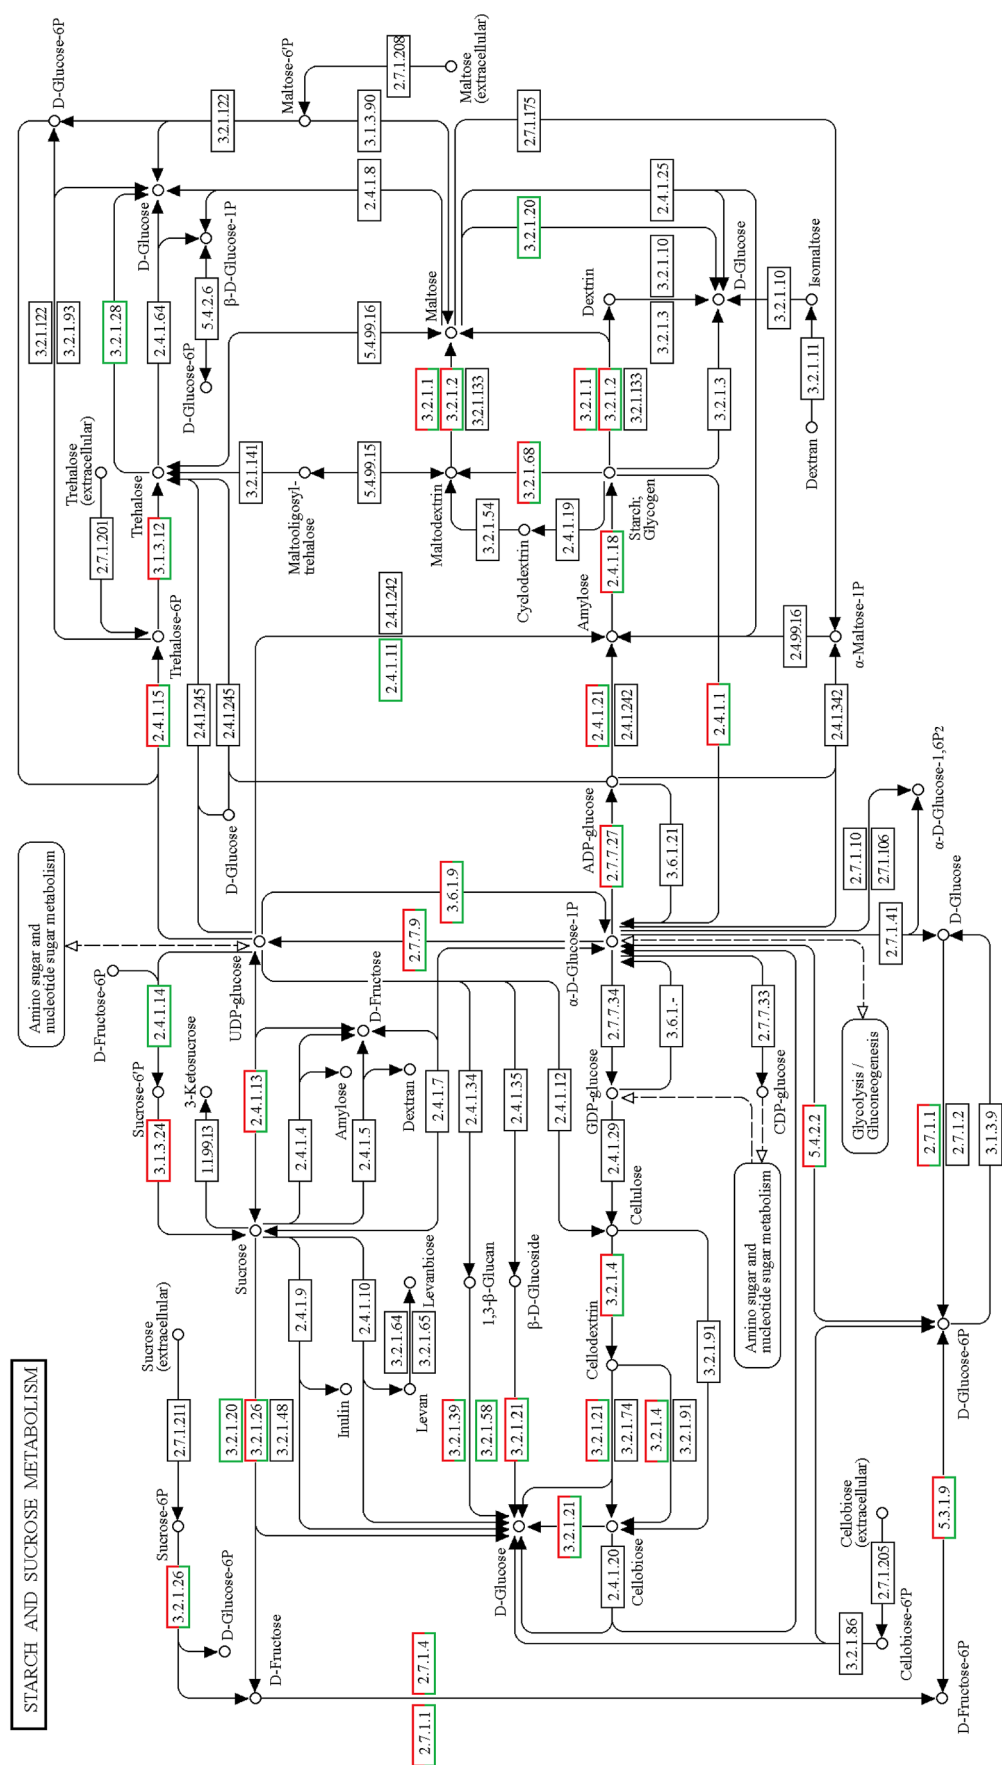 STARCH AND SUCROSE METABOLISM
Sucrose-6P
2.7.1.211
Sucrose
(extracellular)
3.2.1.26
D-Glucose-6P
D-Fructose
3.2.1.20
3.2.1.26
3.2.1.48
Sucrose
Sucrose-6'P
3.1.3.24
2.4.1.14
D-Fructose-6P
Amino sugar and
nucleotide sugar metabolism
1.1.99.13
3-Ketosucrose
2.4.1.13
UDP-glucose
2.4.1.4
Amylose
2.4.1.5
Dextran
D-Fructose
2.4.1.7
2.4.1.9
Inulin
2.4.1.10
Levan
3.2.1.64
3.2.1.65
Levanbiose
2.7.1.1
2.7.1.4
3.2.1.39
3.2.1.58
1,3-β-Glucan
2.4.1.34
3.2.1.21
β-D-Glucoside
2.4.1.35
2.4.1.12
D-Glucose
3.2.1.21
Cellobiose
2.4.1.20
3.2.1.21
3.2.1.74
3.2.1.4
3.2.1.91
Cellodextrin
3.2.1.4
3.2.1.91
Cellulose
2.4.1.29
GDP-glucose
2.7.7.34
3.6.1.-
2.7.7.33
CDP-glucose
Amino sugar and
nucleotide sugar metabolism
α-D-Glucose-1P
2.7.7.9
3.6.1.9
5.4.2.2
Glycolysis /
Gluconeogenesis
3.2.1.86
Cellobiose-6'P
2.7.1.205
Cellobiose
(extracellular)
D-Fructose-6P
5.3.1.9
D-Glucose-6P
2.7.1.1
2.7.1.2
3.1.3.9
D-Glucose
2.7.1.41
2.7.1.10
2.7.1.106
α-D-Glucose-1,6P2
2.7.7.27
ADP-glucose
3.6.1.21
2.4.1.21
2.4.1.242
2.4.1.1
2.4.1.342
α-Maltose-1P
2.4.99.16
Amylose
2.4.1.11
2.4.1.242
2.4.1.18
Starch;
Glycogen
2.4.1.19
Cyclodextrin
3.2.1.54
3.2.1.68
Maltodextrin
5.4.99.15
Maltooligosyl-
trehalose
3.2.1.141
D-Glucose
2.4.1.245
2.4.1.245
2.4.1.15
Trehalose-6P
2.7.1.201
Trehalose
(extracellular)
3.1.3.12
Trehalose
3.2.1.122
3.2.1.93
3.2.1.28
2.4.1.64
D-Glucose-6P
5.4.2.6
β-D-Glucose-1P
D-Glucose
5.4.99.16
Maltose
3.2.1.1
3.2.1.2
3.2.1.133
3.2.1.1
3.2.1.2
3.2.1.133
Dextrin
3.2.1.3
3.2.1.10
3.2.1.3
D-Glucose
3.2.1.10
Dextran
3.2.1.11
Isomaltose
3.2.1.20
2.4.1.25
2.7.1.175
2.4.1.8
3.2.1.122
3.1.3.90
Maltose-6'P
2.7.1.208
Maltose
(extracellular)
D-Glucose-6P